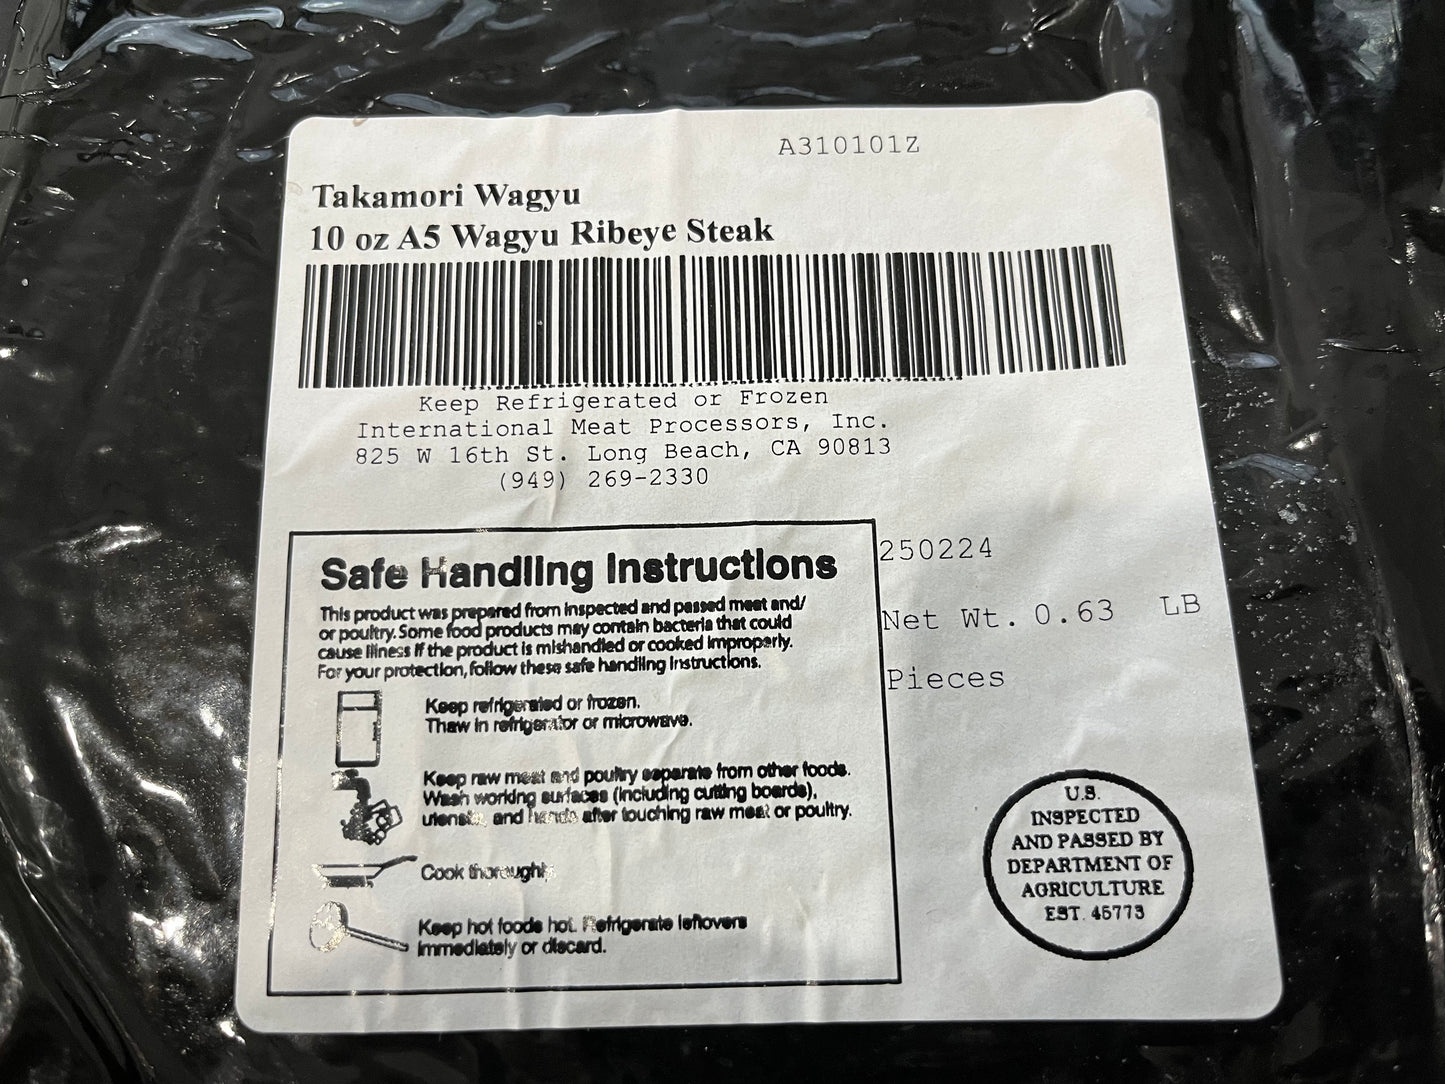 A310101Z
Takamori Wagyu
10 oz A5 Wagyu Ribeye Steak
Keep Refrigerated or Frozen
International Meat Processors, Inc.
825 W 16th St. Long Beach, CA 90813
(949) 269-2330
Safe Handling Instructions
This product was prepared from inspected and passed meat and/
or poultry. Some food products may contain bacteria that could
cause illness if the product is mishandled or cooked improperly.
For your protection, follow these safe handling instructions.
Keep refrigerated or frozen.
Thaw in refrigerator or microwave.
Keep raw meat and poultry separate from other foods.
Wash working surfaces (including cutting boards),
utensils, and hands after touching raw meat or poultry.
Cook thoroughly
Keep hot foods hot. Refrigerate leftovers
immediately or discard.
250224
Net Wt. 0.63 LB
Pieces
U.S.
INSPECTED
AND PASSED BY
DEPARTMENT OF
AGRICULTURE
EST. 45773